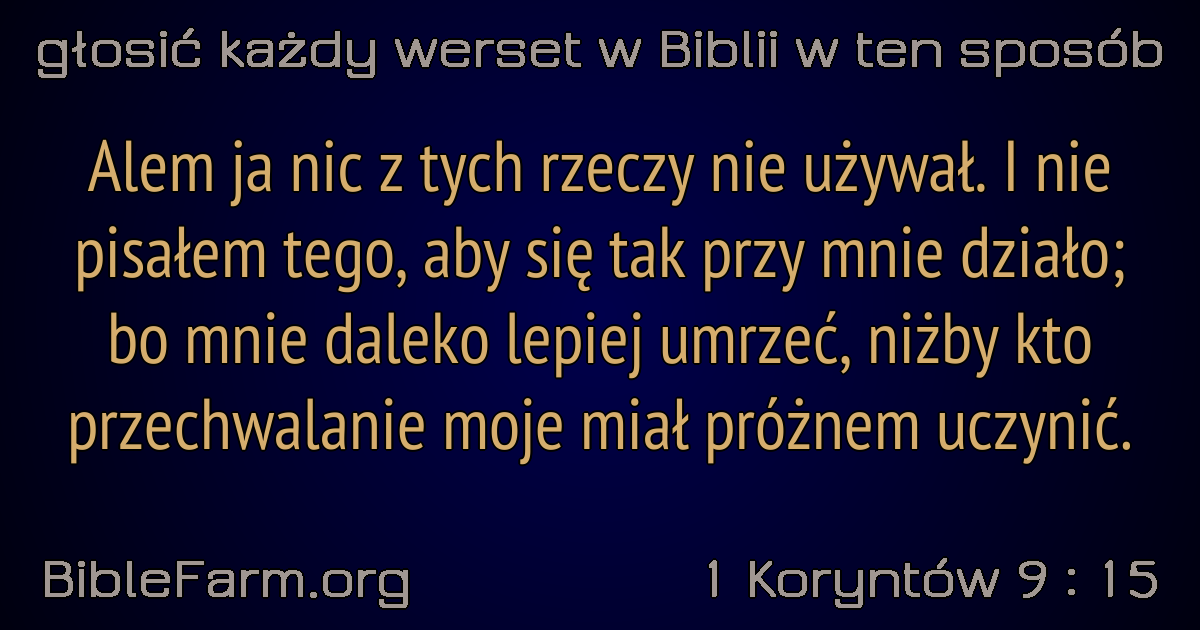 głosić każdy werset w Biblii w ten sposób
Alem ja nic z tych rzeczy nie używał. I nie
pisałem tego, aby się tak przy mnie działo;
bo mnie daleko lepiej umrzeć, niżby kto
przechwalanie moje miał próżnem uczynić.
BibleFarm.org
1 Koryntów 9 : 15